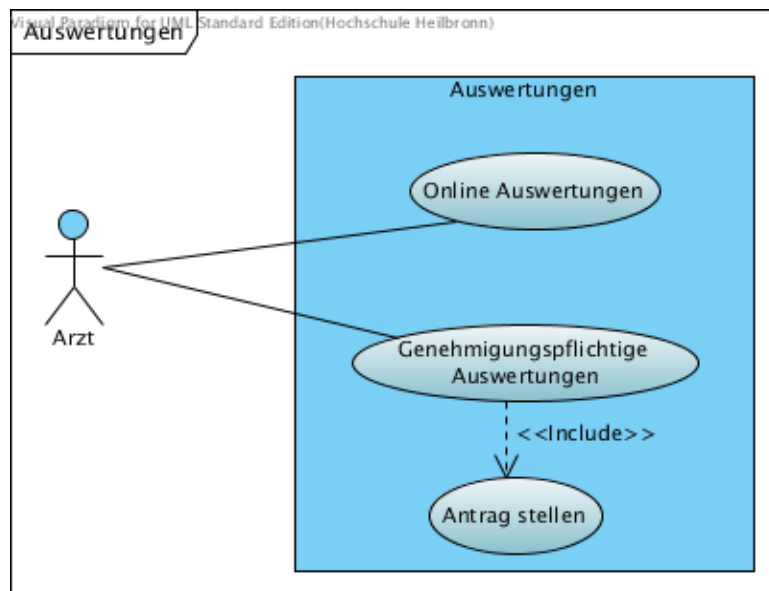 Visual Paradigm for UML Standard Edition(Hochschule Heilbronn)
Auswertungen
Auswertungen
Online Auswertungen
Arzt
Genehmigungspflichtige
Auswertungen
<<Include>>
Antrag stellen